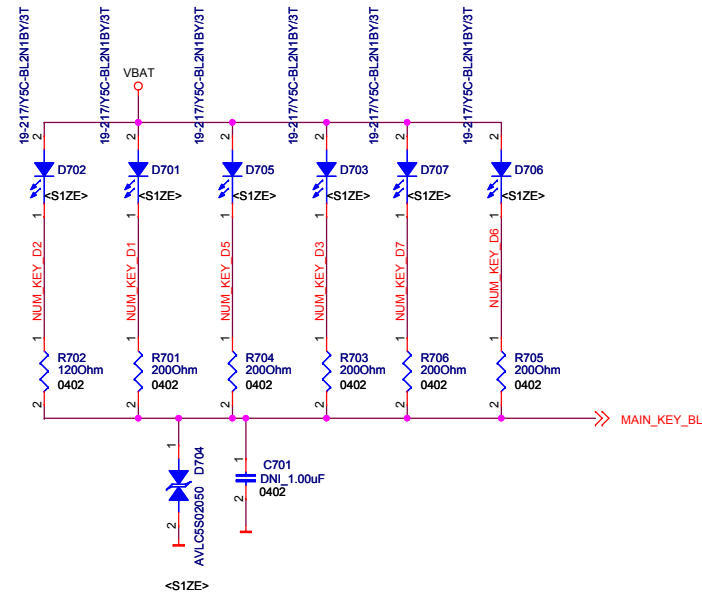 19-217/Y5C-BL2N1BY/3T
19-217/Y5C-BL2N1BY/3T
19-217/Y5C-BL2N1BY/3T
19-217/Y5C-BL2N1BY/3T
19-217/Y5C-BL2N1BY/3T
19-217/Y5C-BL2N1BY/3T
VBAT
2 2 2 2 2 2
D702 D701 D705 D703 D707 D706
<S1ZE> <S1ZE> <S1ZE> <S1ZE> <S1ZE> <S1ZE>
1 1 1 1 1 1
NUM_KEY_D2
NUM_KEY_D1
NUM_KEY_D5
NUM_KEY_D3
NUM_KEY_D7
NUM_KEY_D6
1 1 1 1 1 1
R702 R701 R704 R703 R706 R705
120Ohm 200Ohm 200Ohm 200Ohm 200Ohm 200Ohm
0402 0402 0402 0402 0402 0402
2 2 2 2 2 2
MAIN_KEY_BL
1
D704
AVLC5S02050
2
<S1ZE>
1
C701
DNI_1.00uF
0402
2